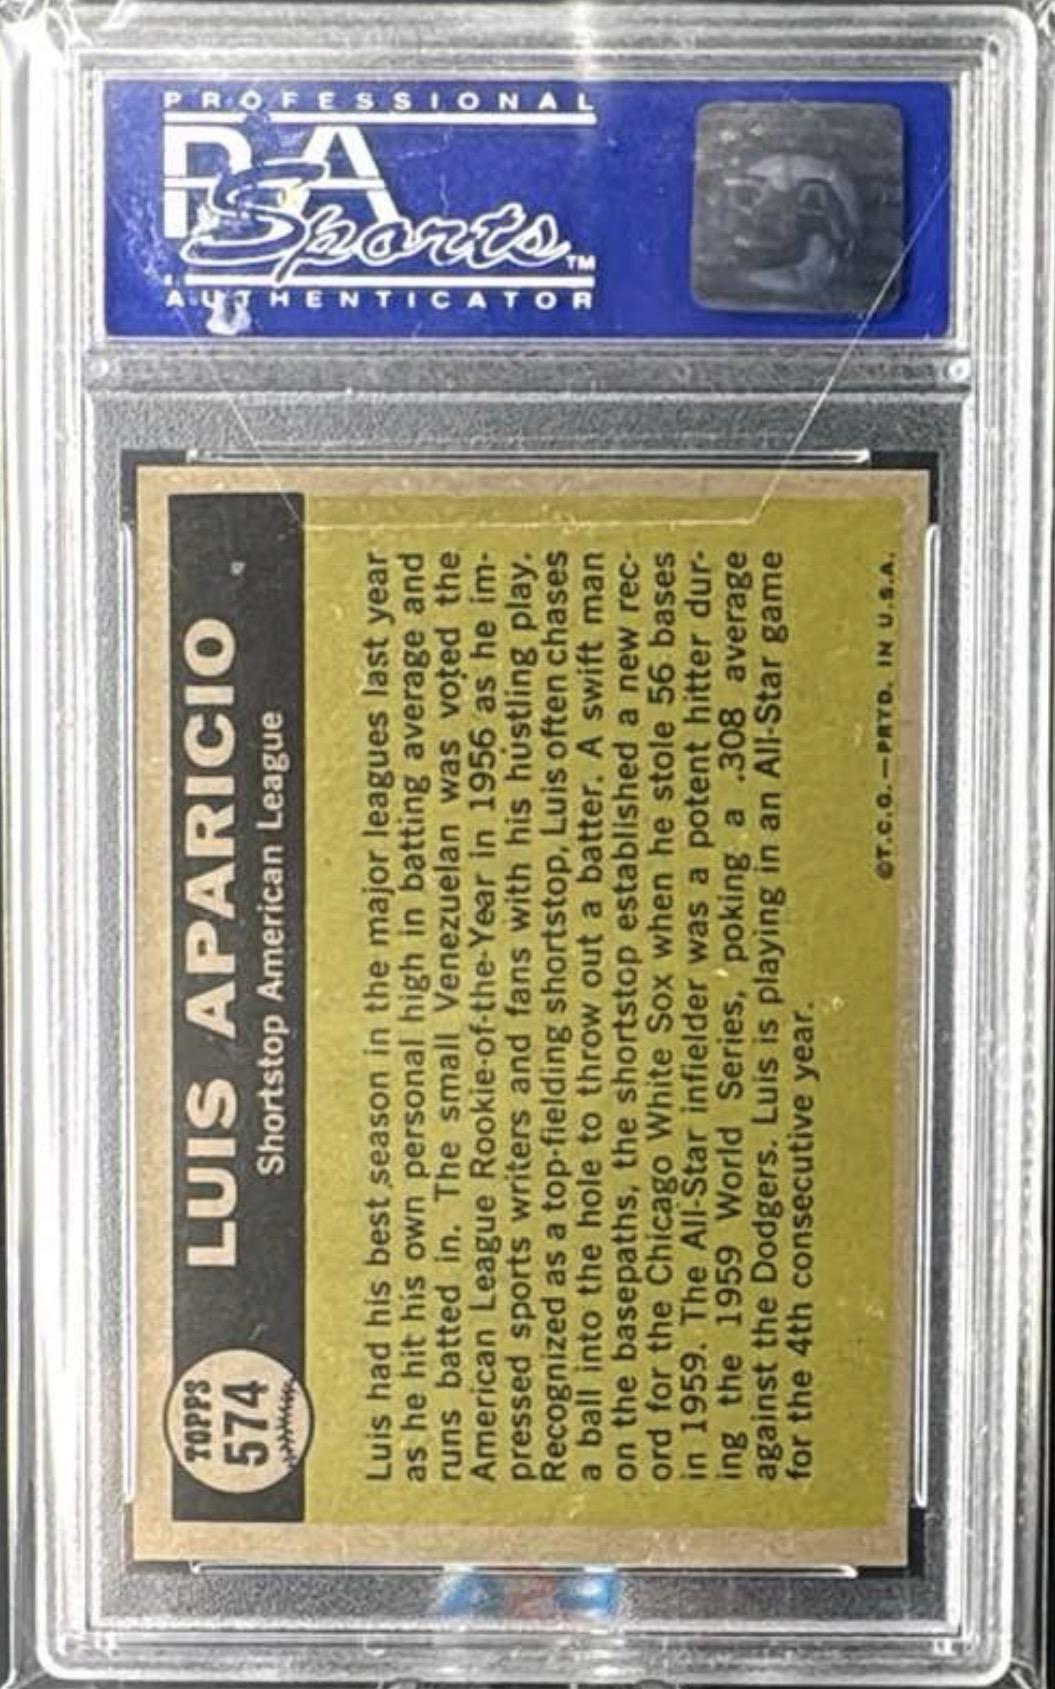 PROFESSIONAL
PSA
Sports™
AUTHENTICATOR
TOPPS
574
LUIS APARICIO
Shortstop American League
Luis had his best season in the major leagues last year
as he hit his own personal high in batting average and
runs batted in. The small Venezuelan was voted the
American League Rookie-of-the-Year in 1956 as he im-
pressed sports writers and fans with his hustling play.
Recognized as a top-fielding shortstop, Luis often chases
a ball into the hole to throw out a batter. A swift man
on the basepaths, the shortstop established a new rec-
ord for the Chicago White Sox when he stole 56 bases
in 1959. The All-Star infielder was a potent hitter dur-
ing the 1959 World Series, poking a .308 average
against the Dodgers. Luis is playing in an All-Star game
for the 4th consecutive year.
©T.C.G.—PRTD. IN U.S.A.